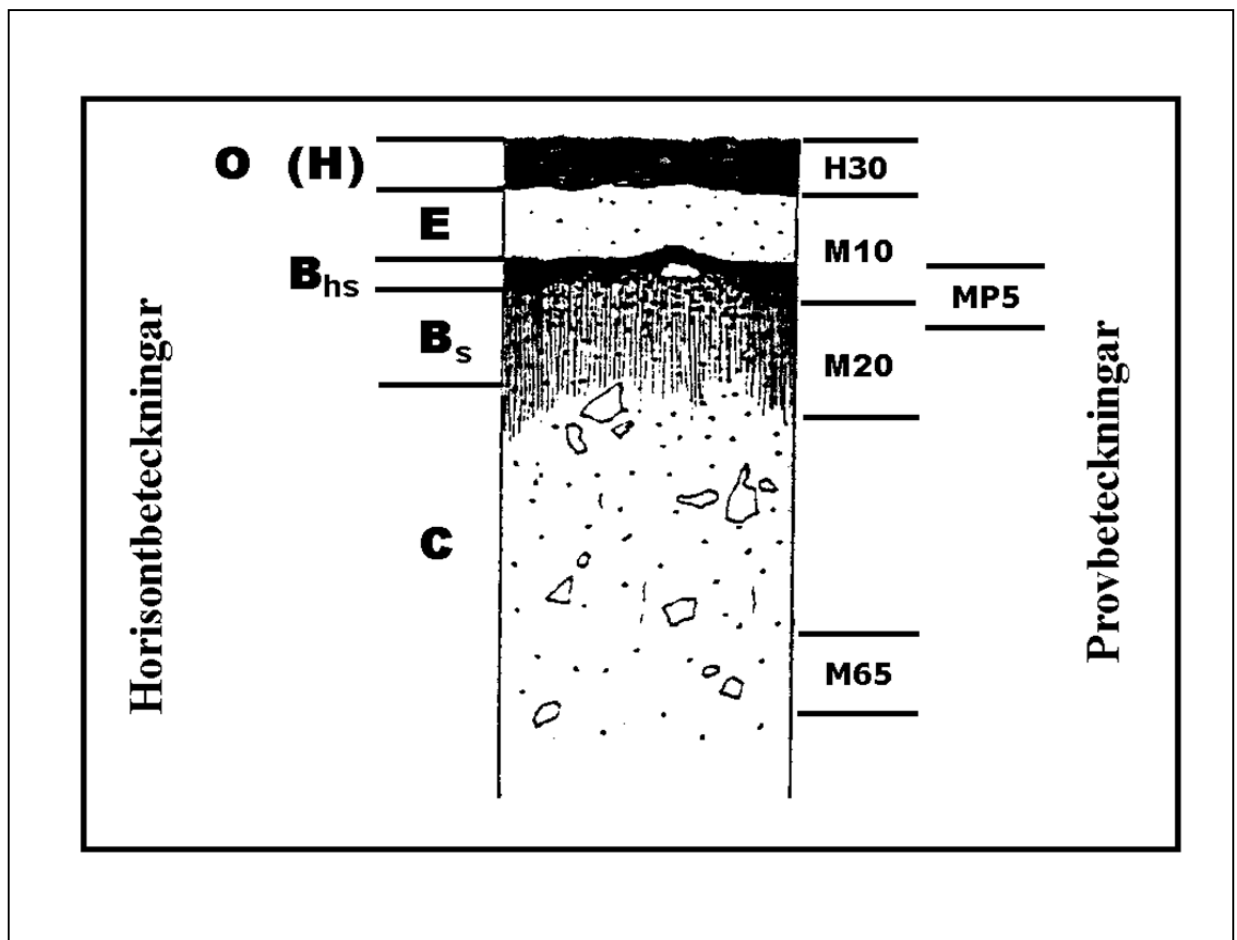 Horisontbeteckningar
O (H)
E
Bhs
Bs
C
H30
M10
MP5
M20
M65
Provbeteckningar